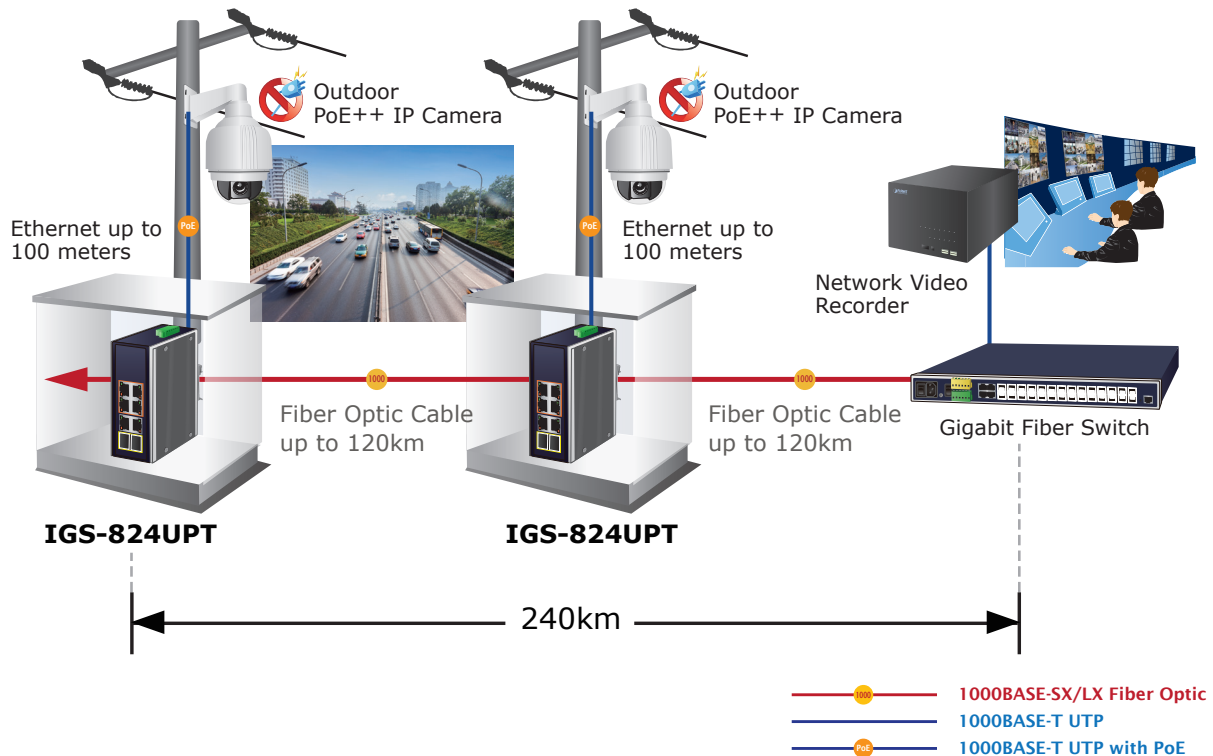 Outdoor
PoE++ IP Camera
Outdoor
PoE++ IP Camera
Ethernet up to
100 meters
PoE
Ethernet up to
100 meters
PoE
PLANET
Network Video
Recorder
1000
1000
Fiber Optic Cable
up to 120km
Fiber Optic Cable
up to 120km
Gigabit Fiber Switch
IGS-824UPT
IGS-824UPT
240km
1000
1000BASE-SX/LX Fiber Optic
1000BASE-T UTP
PoE
1000BASE-T UTP with PoE